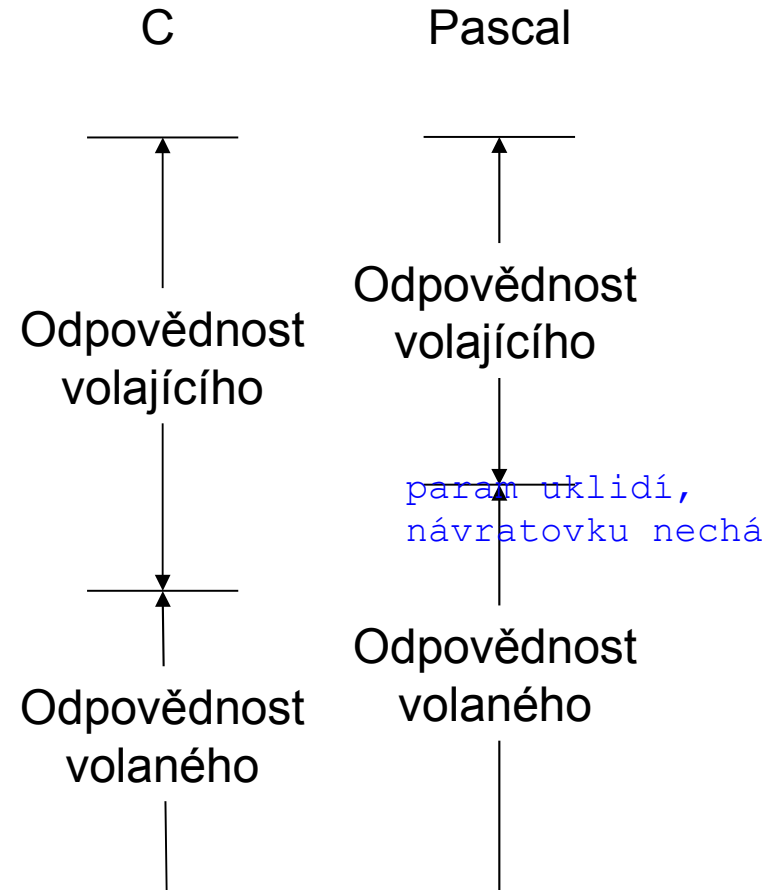 C
Pascal
Odpovědnost
volajícího
Odpovědnost
volajícího
param uklidí,
návratovku nechá
Odpovědnost
volaného
Odpovědnost
volaného